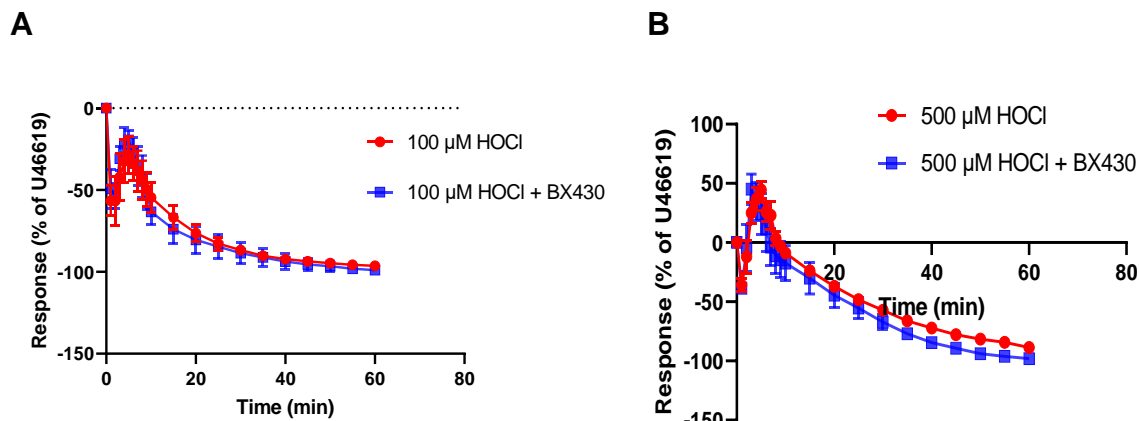 A
Response (% of U46619)
0
-50
-100
-150
0 20 40 60 80
Time (min)
100 µM HOCl
100 µM HOCl + BX430
B
Response (% of U46619)
100
50
0
-50
-100
-150
20 40 60 80
Time (min)
500 µM HOCl
500 µM HOCl + BX430